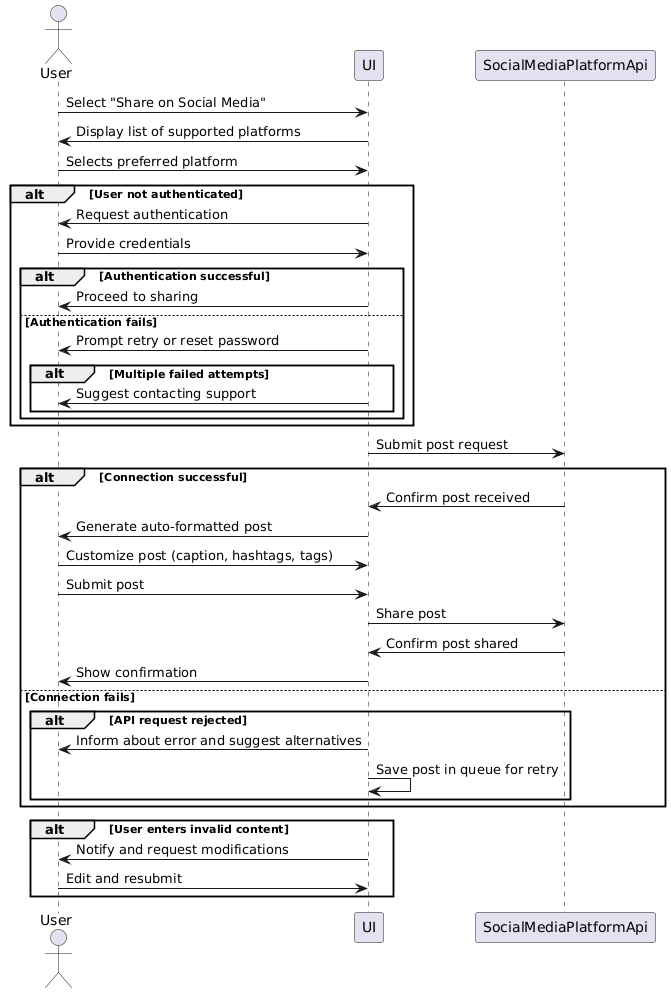 User
UI
SocialMediaPlatformApi
Select "Share on Social Media"
Display list of supported platforms
Selects preferred platform
alt [User not authenticated]
Request authentication
Provide credentials
alt [Authentication successful]
Proceed to sharing
[Authentication fails]
Prompt retry or reset password
alt [Multiple failed attempts]
Suggest contacting support
Submit post request
alt [Connection successful]
Confirm post received
Generate auto-formatted post
Customize post (caption, hashtags, tags)
Submit post
Share post
Confirm post shared
Show confirmation
[Connection fails]
alt [API request rejected]
Inform about error and suggest alternatives
Save post in queue for retry
alt [User enters invalid content]
Notify and request modifications
Edit and resubmit
User
UI
SocialMediaPlatformApi